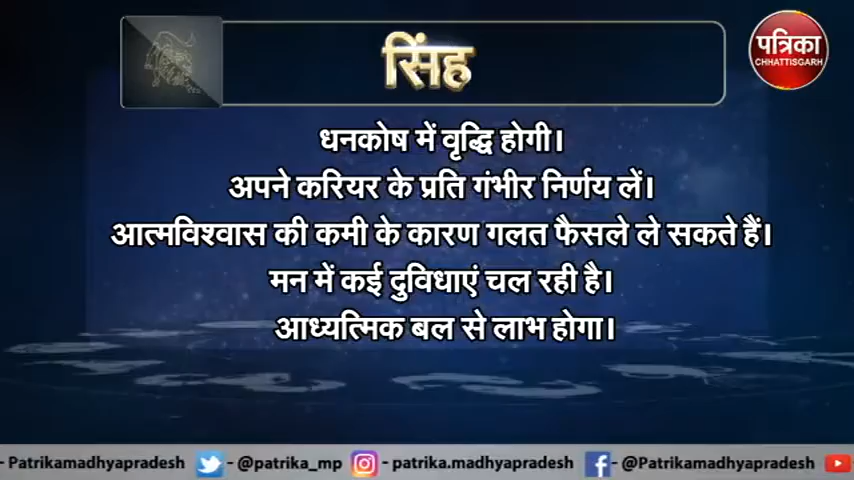 सिंह
पत्रिका
CHHATTISGARH
धनकोष में वृद्धि होगी।
अपने करियर के प्रति गंभीर निर्णय लें।
आत्मविश्वास की कमी के कारण गलत फैसले ले सकते हैं।
मन में कई दुविधाएं चल रही है।
आध्यत्मिक बल से लाभ होगा।
- Patrikamadhyapradesh - @patrika_mp - patrika.madhyapradesh - @Patrikamadhyapradesh